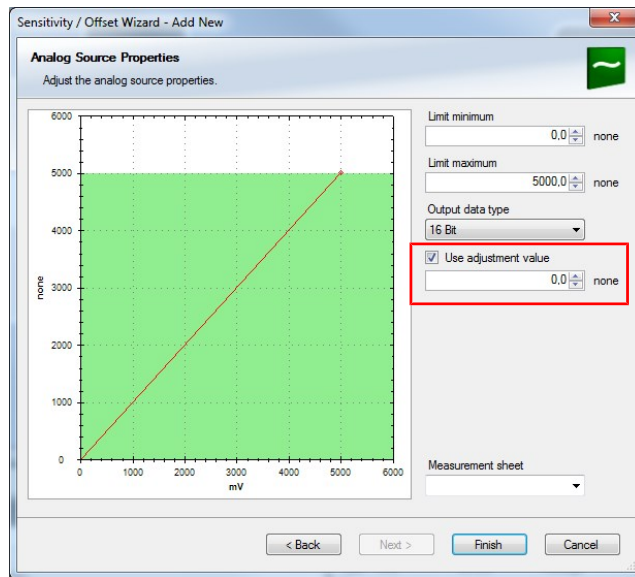 Sensitivity / Offset Wizard - Add New
Analog Source Properties
Adjust the analog source properties.
6000
5000
4000
3000
2000
1000
0
none
0
1000
2000
3000
4000
5000
6000
mV
Limit minimum
0,0 none
Limit maximum
5000,0 none
Output data type
16 Bit
Use adjustment value
0,0 none
Measurement sheet
< Back
Next >
Finish
Cancel